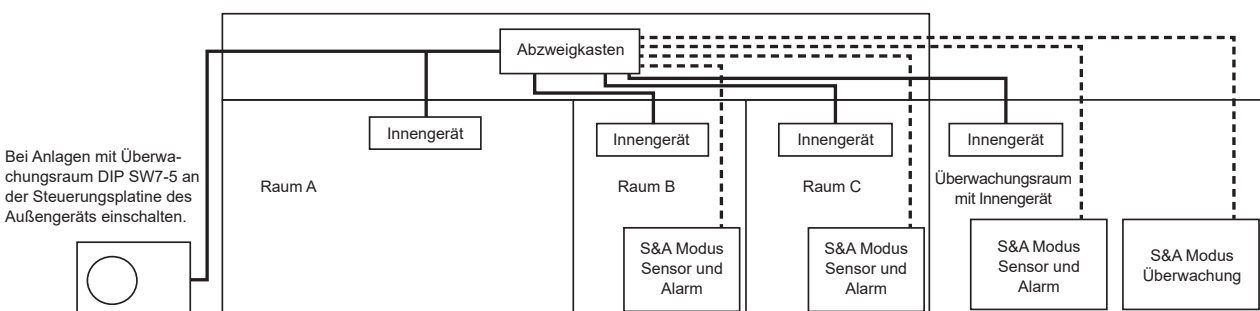 Abzweigkasten
Innengerät
Innengerät
Innengerät
Innengerät
Bei Anlagen mit Überwa-
chungsraum DIP SW7-5 an
der Steuerungsplatine des
Außengeräts einschalten.
Raum A
Raum B
Raum C
Überwachungsraum
mit Innengerät
S&A Modus
Sensor und
Alarm
S&A Modus
Sensor und
Alarm
S&A Modus
Sensor und
Alarm
S&A Modus
Überwachung